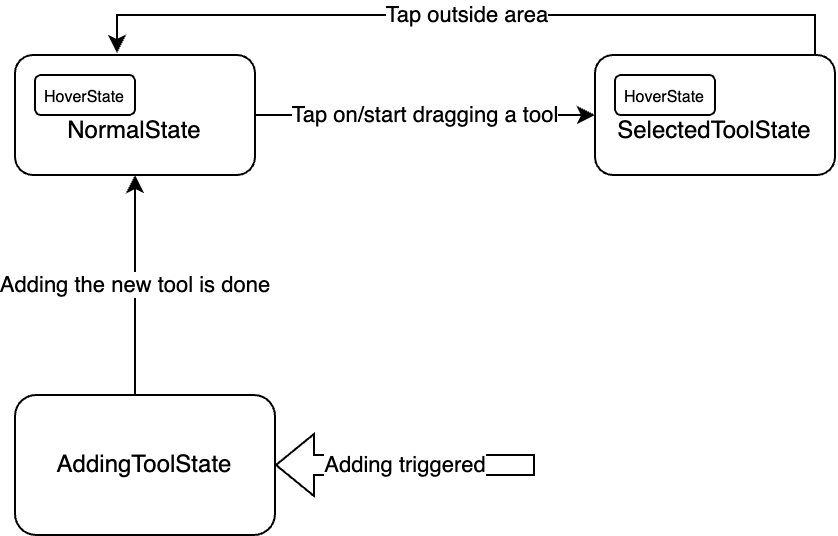 Tap outside area
HoverState
NormalState
Tap on/start dragging a tool
HoverState
SelectedToolState
Adding the new tool is done
AddingToolState
Adding triggered